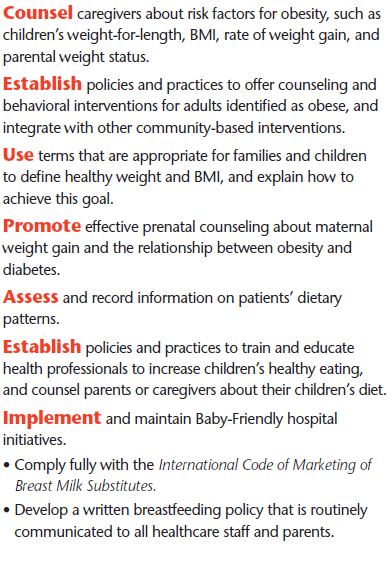 Counsel caregivers about risk factors for obesity, such as
children's weight-for-length, BMI, rate of weight gain, and
parental weight status.
Establish policies and practices to offer counseling and
behavioral interventions for adults identified as obese, and
integrate with other community-based interventions.
Use terms that are appropriate for families and children
to define healthy weight and BMI, and explain how to
achieve this goal.
Promote effective prenatal counseling about maternal
weight gain and the relationship between obesity and
diabetes.
Assess and record information on patients' dietary
patterns.
Establish policies and practices to train and educate
health professionals to increase children's healthy eating,
and counsel parents or caregivers about their children's diet.
Implement and maintain Baby-Friendly hospital
initiatives.
• Comply fully with the International Code of Marketing of
Breast Milk Substitutes.
• Develop a written breastfeeding policy that is routinely
communicated to all healthcare staff and parents.